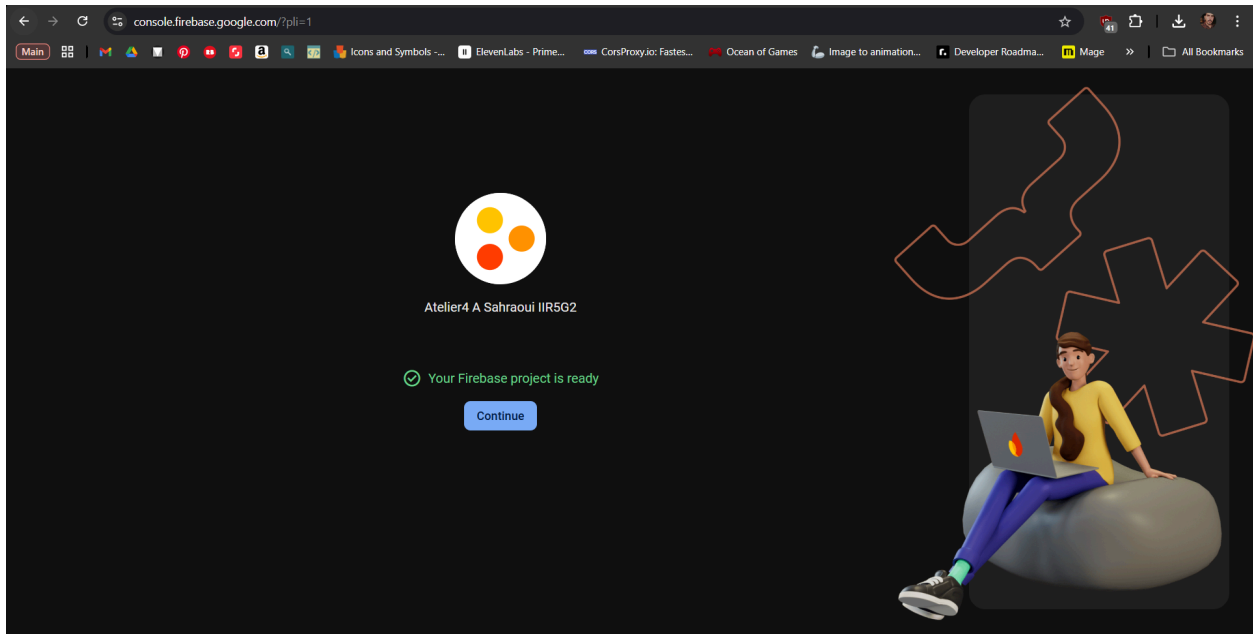 console.firebase.google.com/?pli=1
41
Main
Icons and Symbols -...
ElevenLabs - Prime...
CORS
CorsProxy.io: Fastes...
Ocean of Games
Image to animation...
Developer Roadma...
Mage
»
All Bookmarks
Atelier4 A Sahraoui IIR5G2
Your Firebase project is ready
Continue